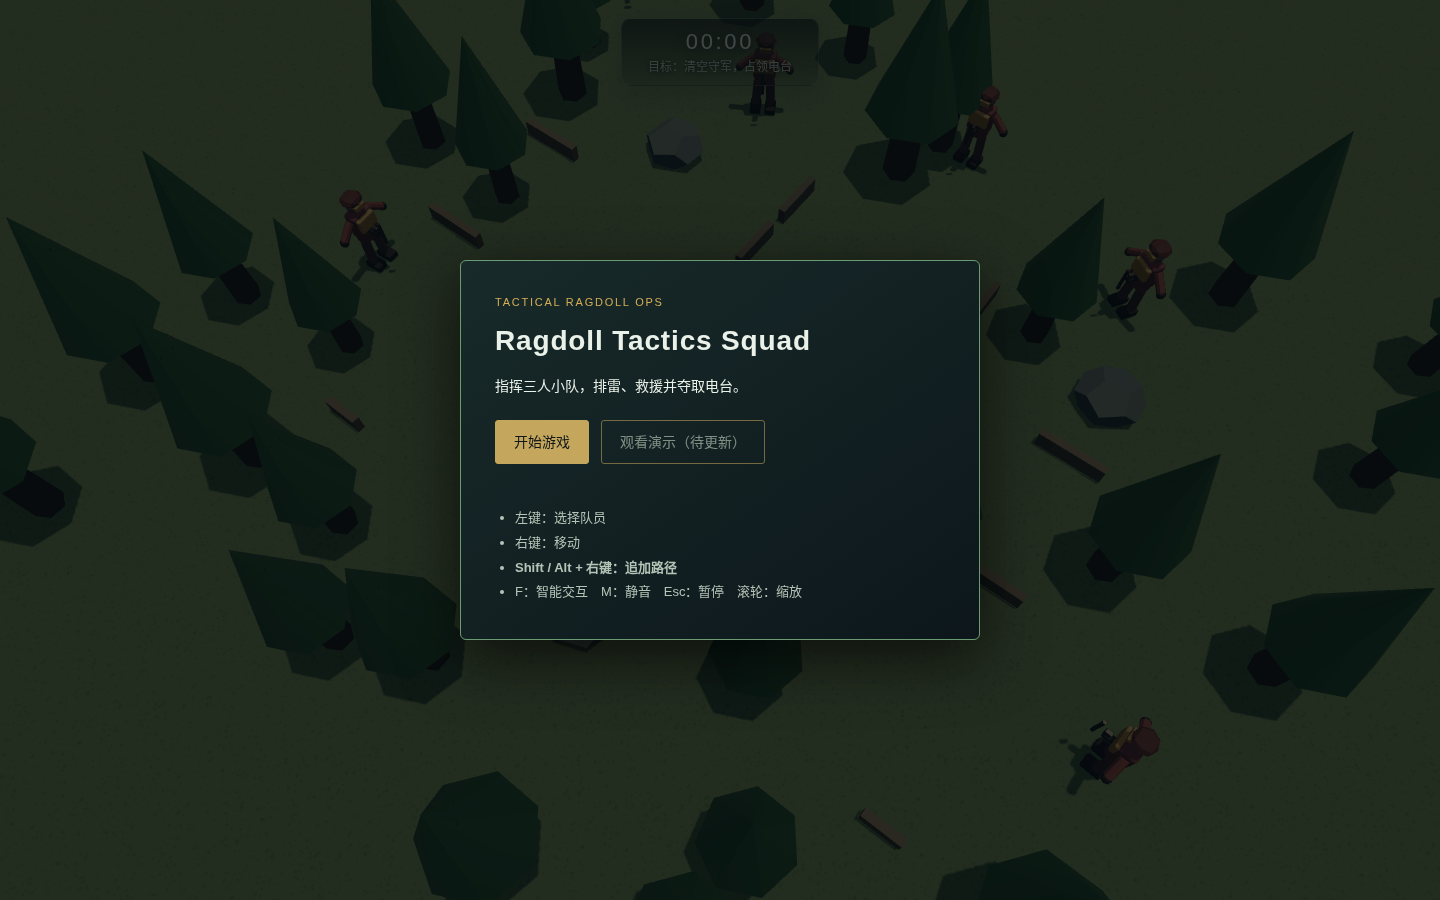 00:00
目标：清空守军，占领电台
TACTICAL RAGDOLL OPS
Ragdoll Tactics Squad
指挥三人小队，排雷、救援并夺取电台。
开始游戏
观看演示（待更新）
左键：选择队员
右键：移动
Shift / Alt + 右键：追加路径
F：智能交互 M：静音 Esc：暂停 滚轮：缩放